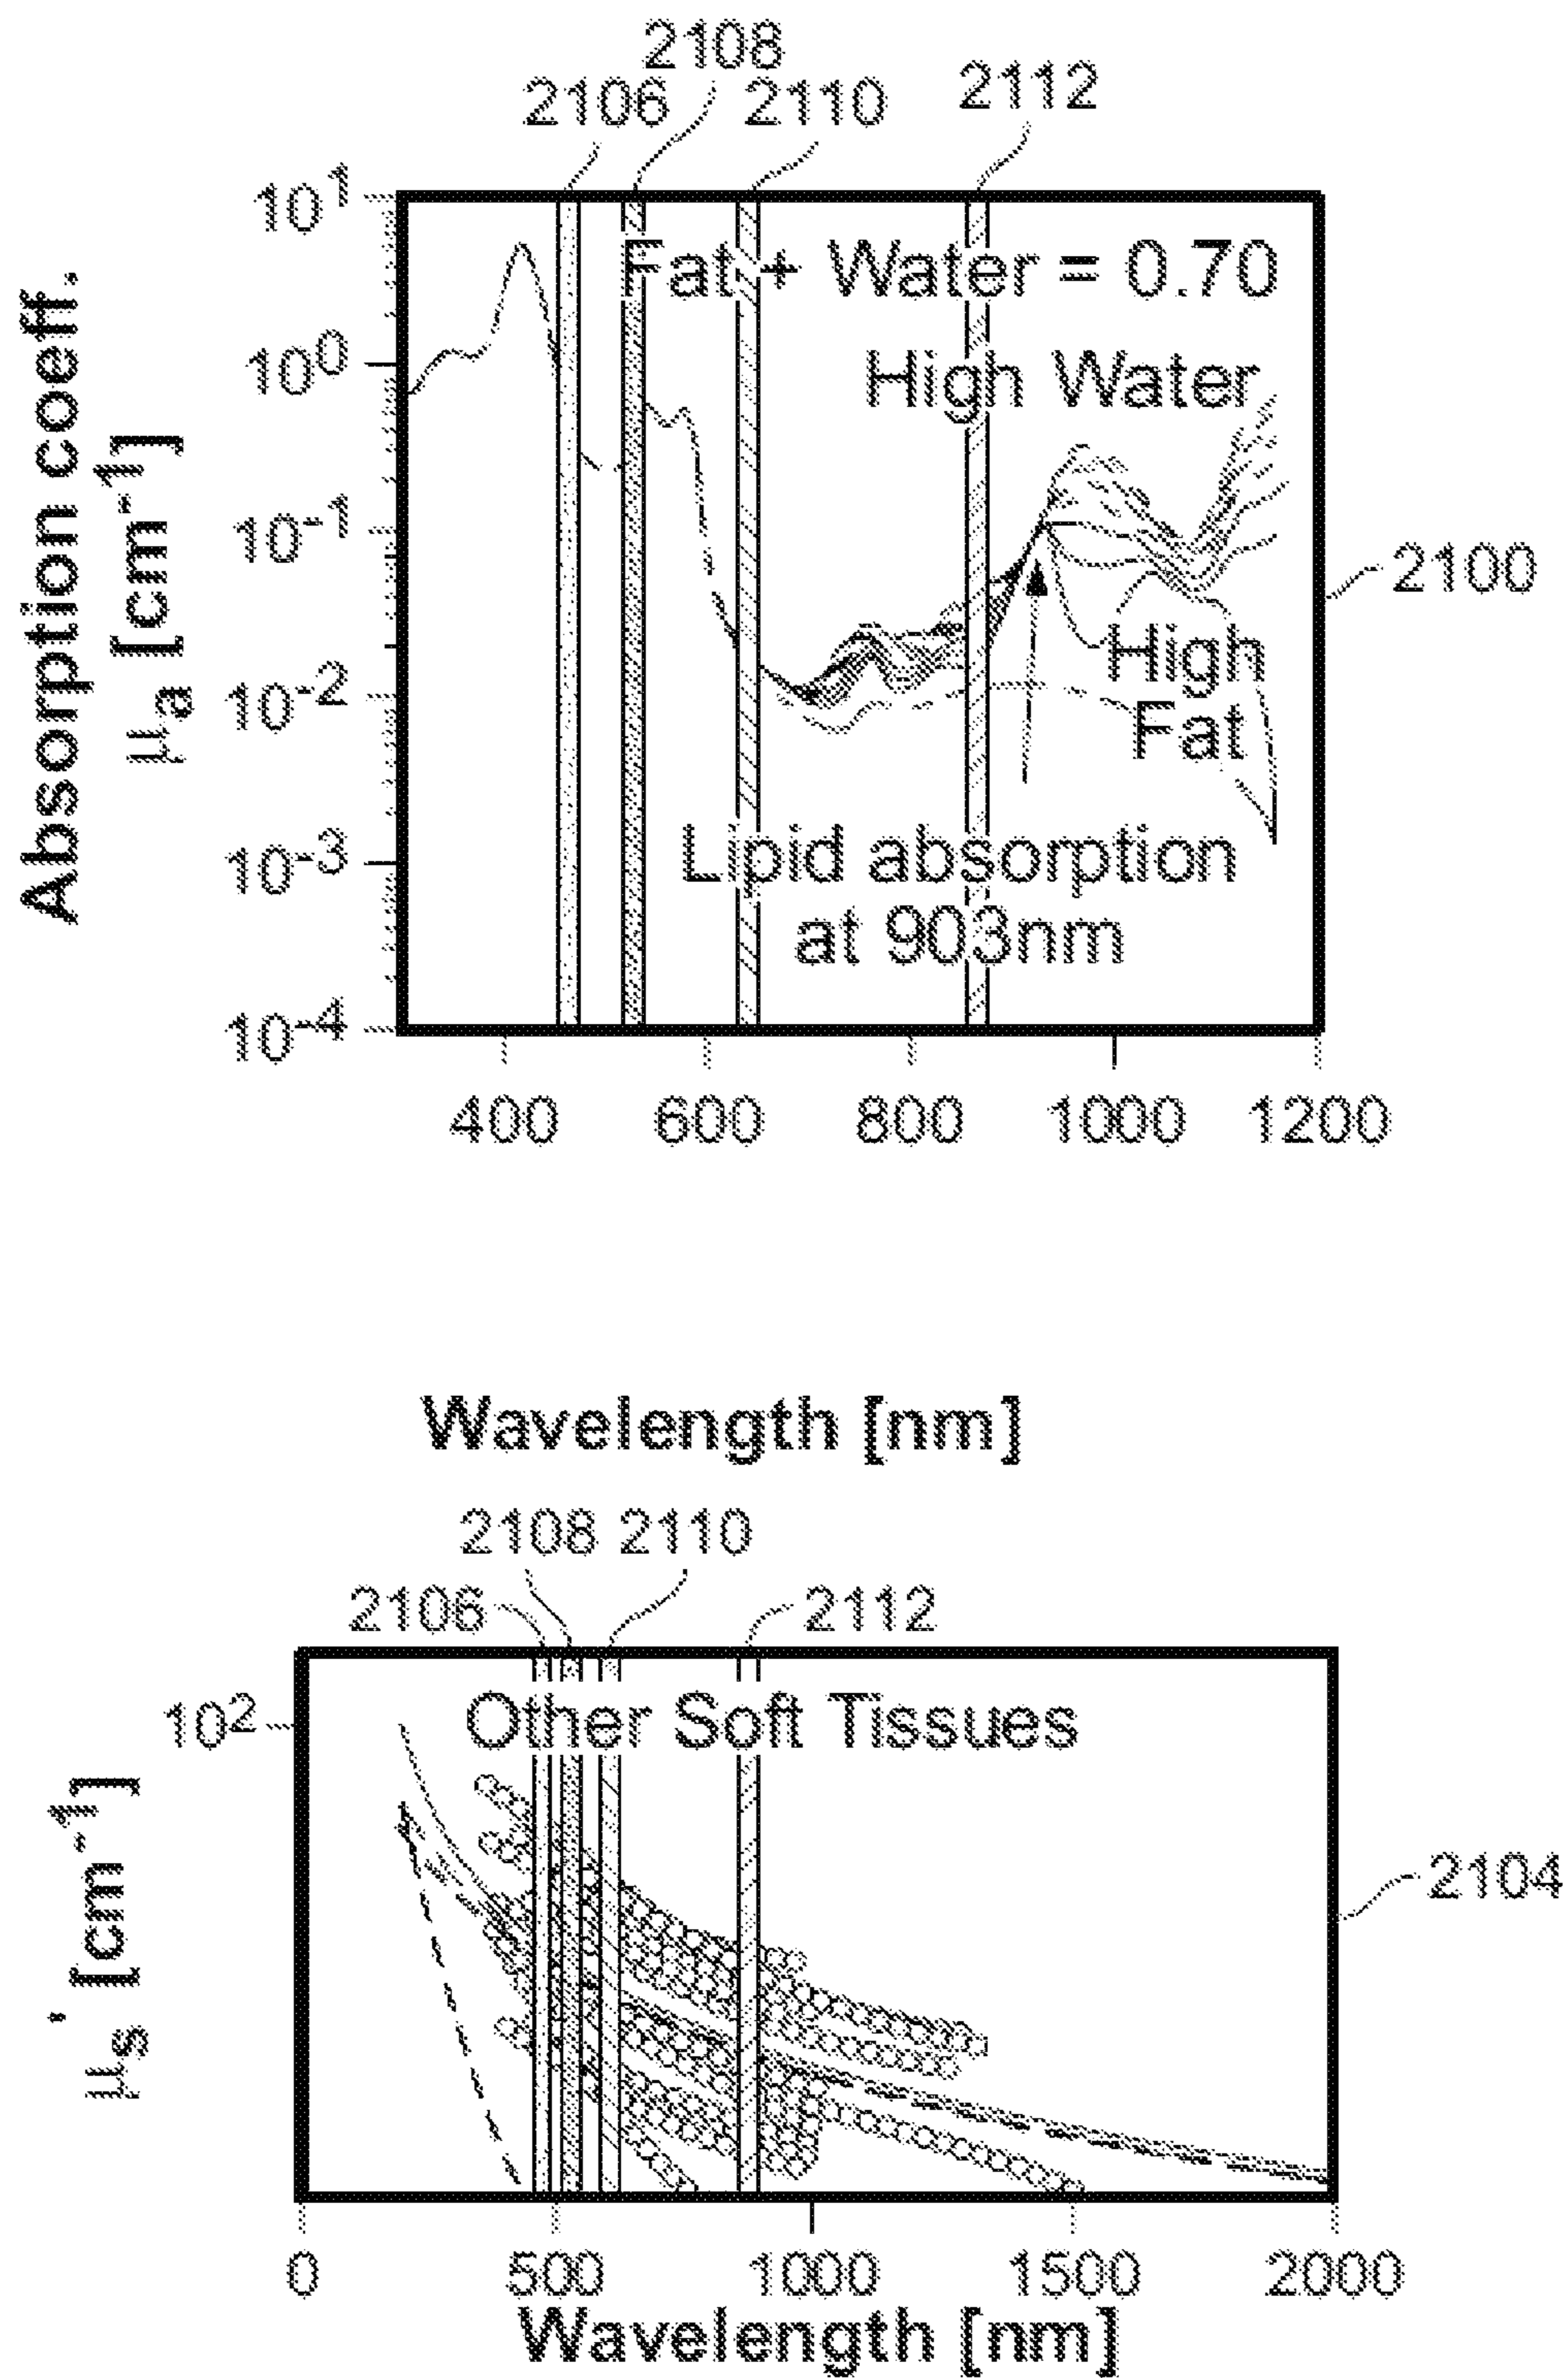 2108
2106 2110 2112
10¹
Fat + Water = 0.70
10⁰
High Water
Absorption coeff.
μa [cm⁻¹]
10⁻¹
2100
High
Fat
10⁻²
Lipid absorption
at 903nm
10⁻³
10⁻⁴
400 600 800 1000 1200
Wavelength [nm]
2108 2110
2106 2112
10²
Other Soft Tissues
μs' [cm⁻¹]
2104
0 500 1000 1500 2000
Wavelength [nm]